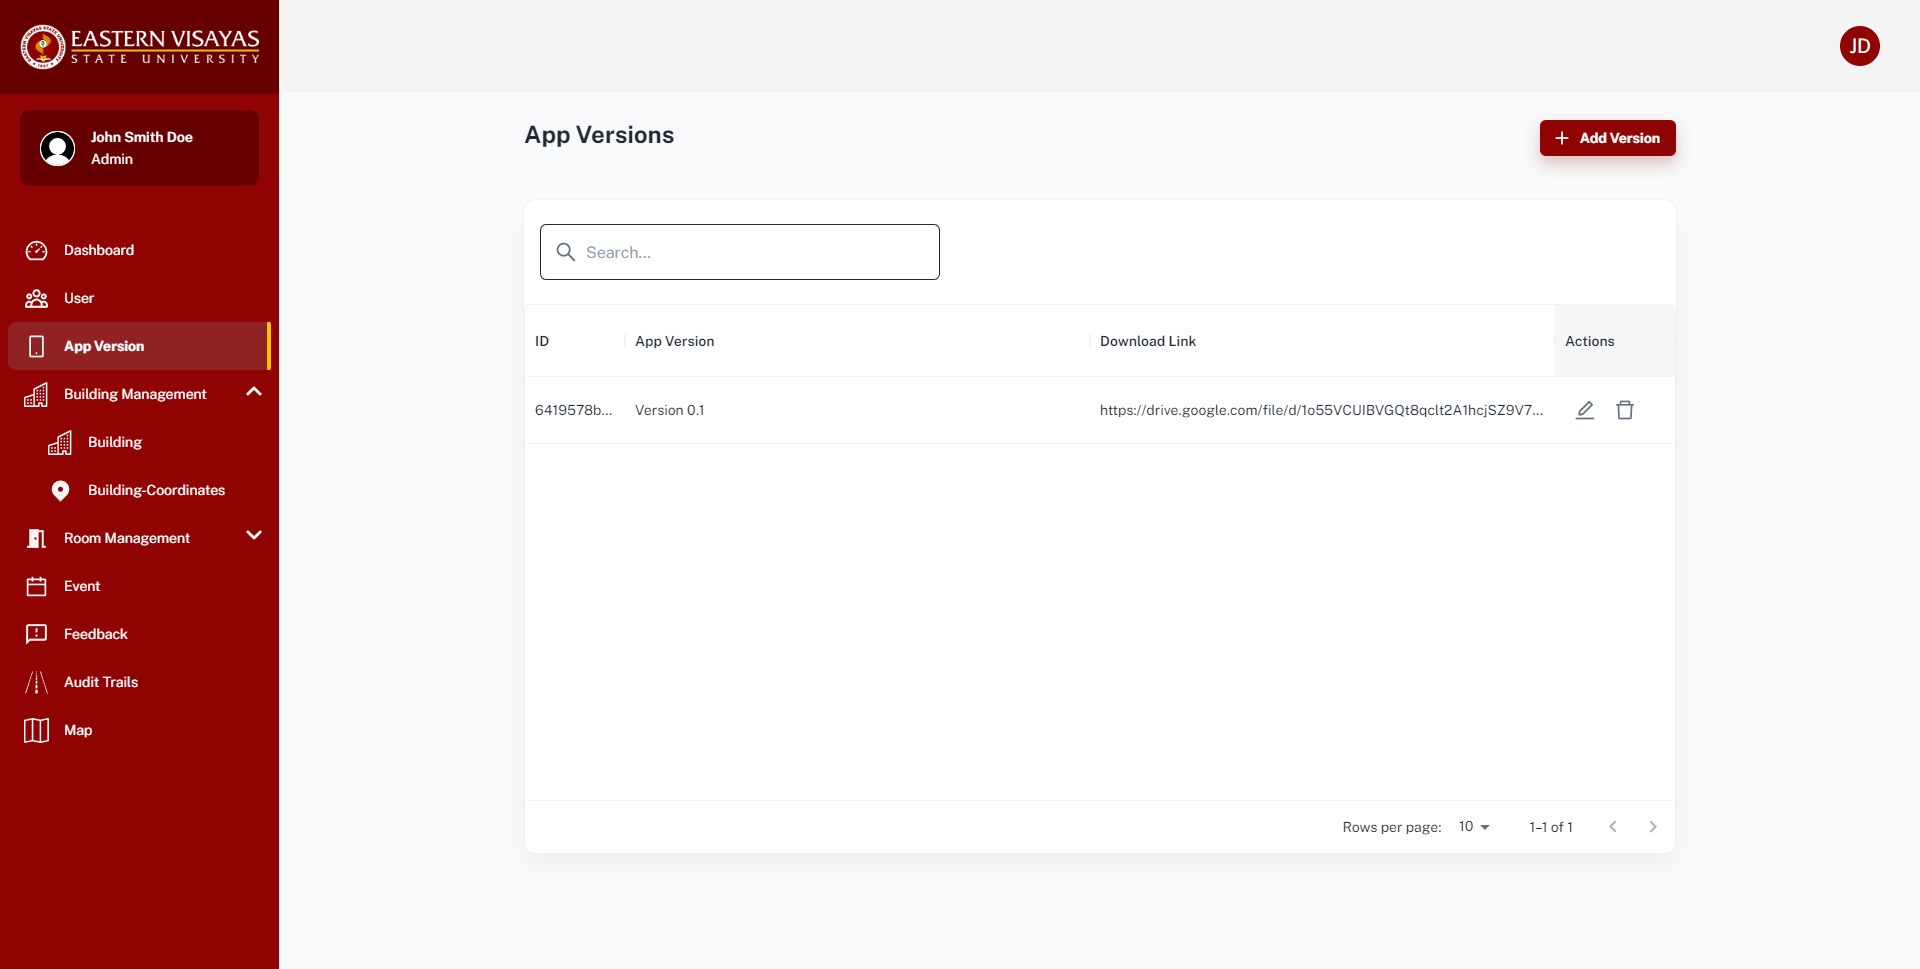 EASTERN VISAYAS
STATE UNIVERSITY
JD
John Smith Doe
Admin
Dashboard
User
App Version
Building Management
Building
Building-Coordinates
Room Management
Event
Feedback
Audit Trails
Map
App Versions
Add Version
Search...
ID App Version Download Link Actions
6419578b... Version 0.1 https://drive.google.com/file/d/1o55VCUIBVGQt8qclt2A1hcjSZ9V7...
Rows per page: 10 1–1 of 1